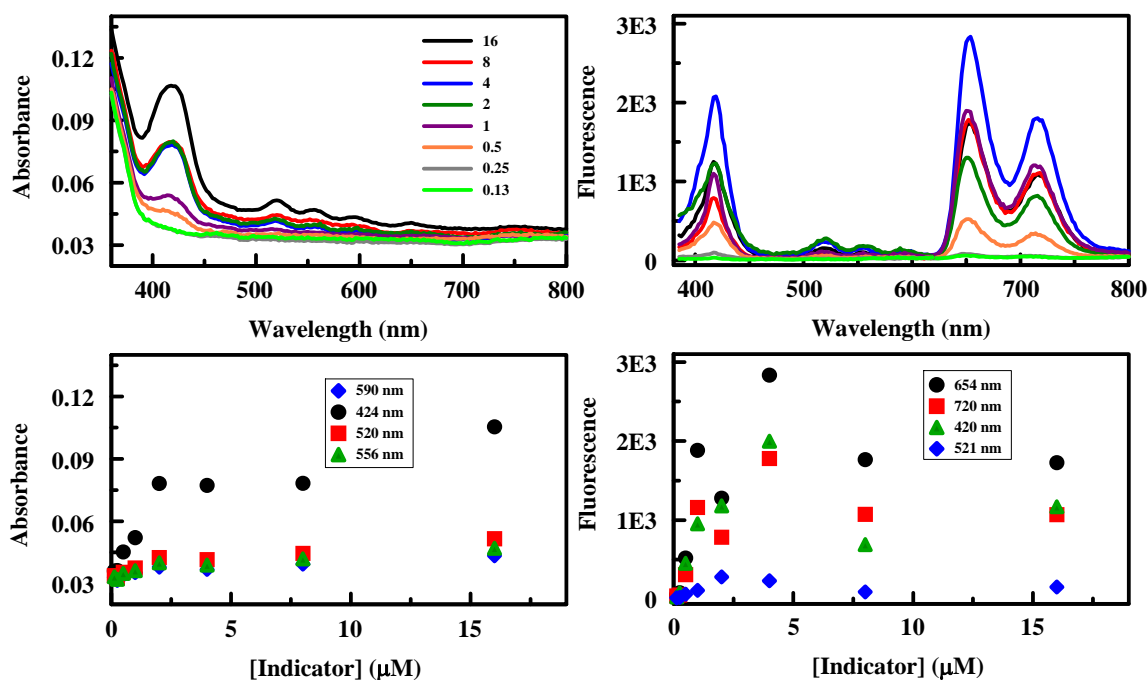 Absorbance
0.12
0.09
0.06
0.03
400
500
600
700
800
Wavelength (nm)
16
8
4
2
1
0.5
0.25
0.13
Fluorescence
3E3
2E3
1E3
0
400
500
600
700
800
Wavelength (nm)
Absorbance
0.12
0.09
0.06
0.03
0
5
10
15
[Indicator] (μM)
590 nm
424 nm
520 nm
556 nm
Fluorescence
3E3
2E3
1E3
0
0
5
10
15
[Indicator] (μM)
654 nm
720 nm
420 nm
521 nm